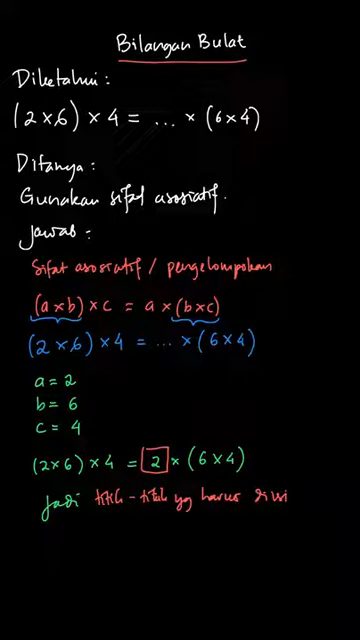 Bilangan Bulat
Diketahui:
(2 × 6) × 4 = ... × (6 × 4)
Ditanya:
Gunakan sifat asosiatif.
Jawab:
Sifat asosiatif / pengelompokan
(a × b) × c = a × (b × c)
(2 × 6) × 4 = ... × (6 × 4)
a = 2
b = 6
c = 4
(2 × 6) × 4 = 2 × (6 × 4)
Jadi titik-titik yg harus diisi